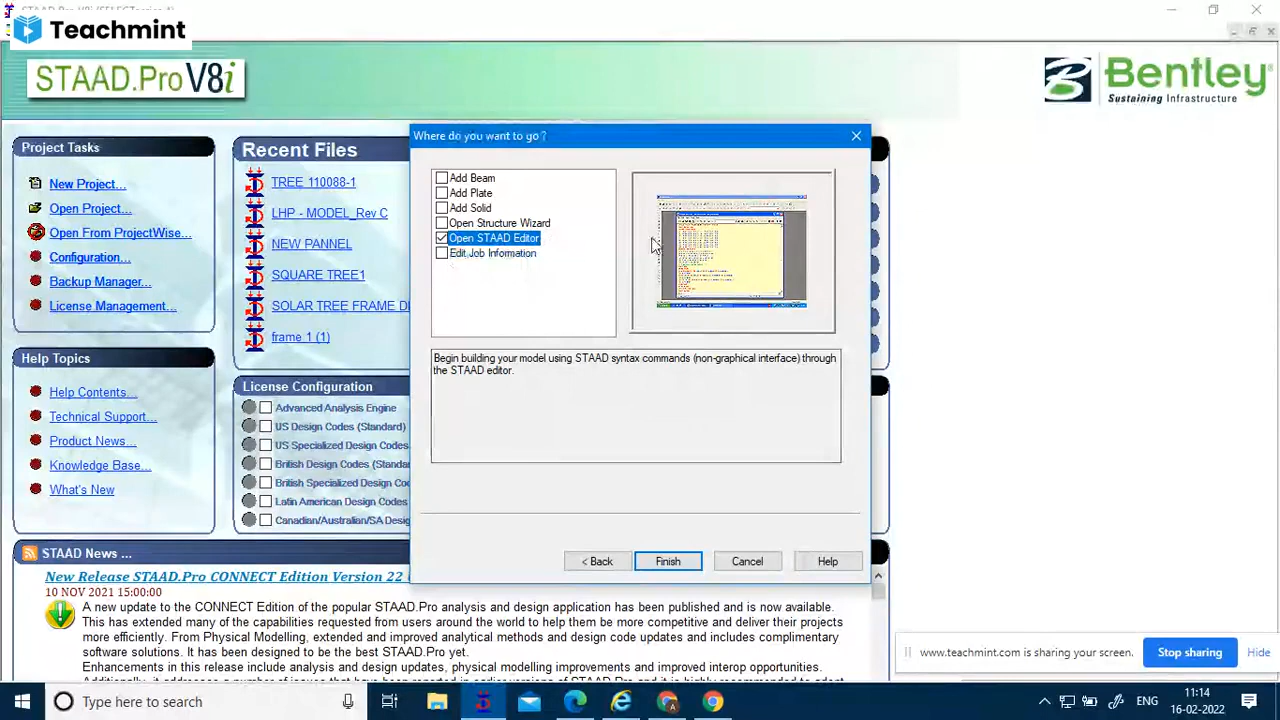 Teachmint
STAAD.Pro V8i
Bentley
Sustaining Infrastructure
Project Tasks
New Project...
Open Project...
Open From ProjectWise...
Configuration...
Backup Manager...
License Management...
Help Topics
Help Contents...
Technical Support...
Product News...
Knowledge Base...
What's New
Recent Files
TREE 110088-1
LHP - MODEL_Rev C
NEW PANNEL
SQUARE TREE1
SOLAR TREE FRAME
frame 1 (1)
License Configuration
Advanced Analysis Engine
US Design Codes (Standard)
US Specialized Design Codes
British Design Codes
British Specialized Design
Latin American Design Codes
Canadian/Australian/SA
Where do you want to go ?
Add Beam
Add Plate
Add Solid
Open Structure Wizard
Open STAAD Editor
Edit Job Information
Begin building your model using STAAD syntax commands (non-graphical interface) through
the STAAD editor.
< Back
Finish
Cancel
Help
STAAD News ...
New Release STAAD.Pro CONNECT Edition Version 22
10 NOV 2021 15:00:00
A new update to the CONNECT Edition of the popular STAAD.Pro analysis and design application has been published and is now available.
This has extended many of the capabilities requested from users around the world to help them be more competitive and deliver their projects
more efficiently. From Physical Modelling, extended and improved analytical methods and design code updates and includes complimentary
software solutions. It has been designed to be the best STAAD.Pro yet.
Enhancements in this release include analysis and design updates, physical modelling improvements and improved interop opportunities.
www.teachmint.com is sharing your screen.
Stop sharing
Hide
Type here to search
ENG
11:14
16-02-2022